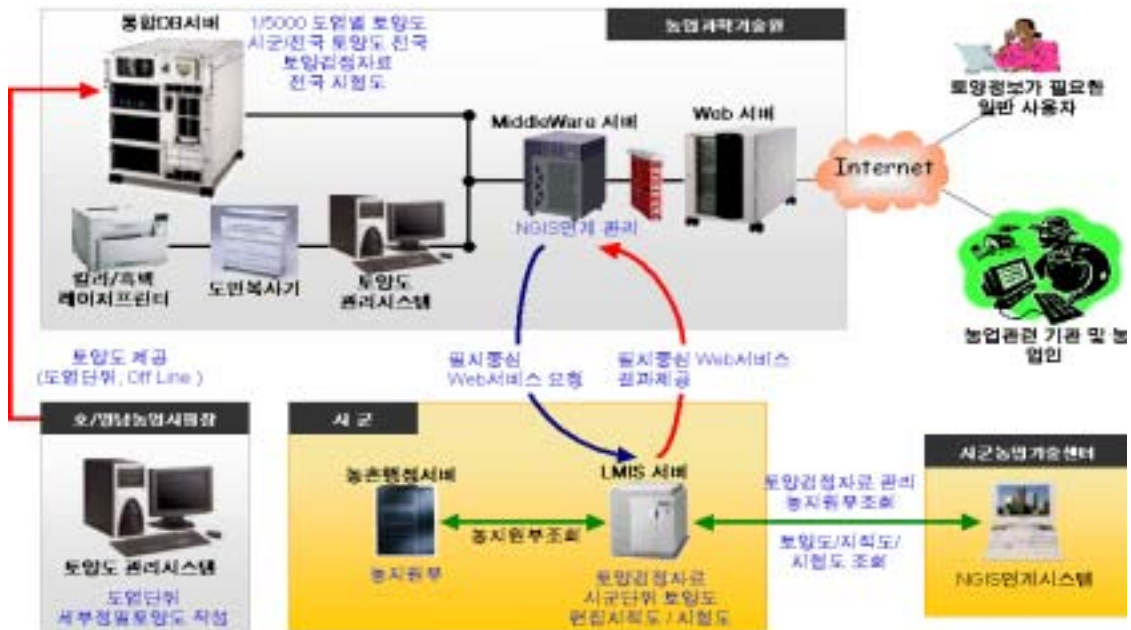 통합DB서버
1/5000 도엽별 토양도
시군/전국 토양도 전국
토양검정자료
전국 시험도
농업과학기술원
MiddleWare 서버
Web 서버
NGIS연계 관리
칼라/흑백
레이저프린터
도면복사기
토양도
관리시스템
Internet
토양정보가 필요한
일반 사용자
농업관련 기관 및 농
업인
토양도 제공
(도엽단위, Off Line )
필지중심
Web서비스 요청
필지중심 Web서비스
결과제공
호/영남농업시험장
토양도 관리시스템
도엽단위
세부정밀토양도 작성
시 군
농촌행정서버
농지원부
농지원부조회
LMIS 서버
토양검정자료
시군단위 토양도
편집지적도 / 시험도
토양검정자료 관리
농지원부조회
토양도/지적도/
시험도 조회
시군농업기술센터
NGIS연계시스템